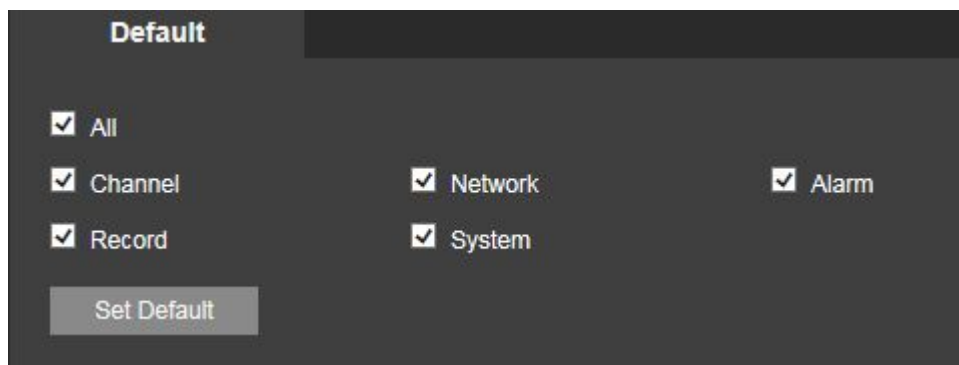 Default
All
Channel Network Alarm
Record System
Set Default